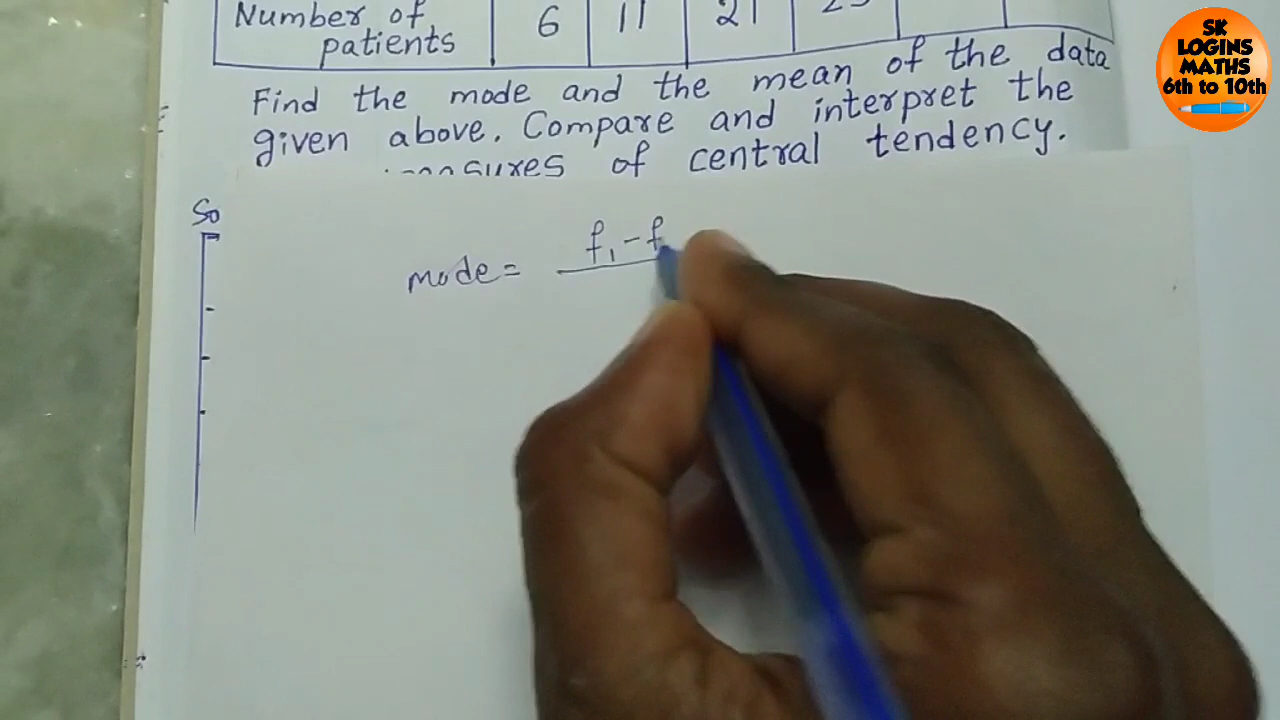 Number of 6 11 21
patients
Find the mode and the mean of the data
given above. Compare and interpret the
of central tendency.
So
mode = f₁ - f
SK
LOGINS
MATHS
6th to 10th